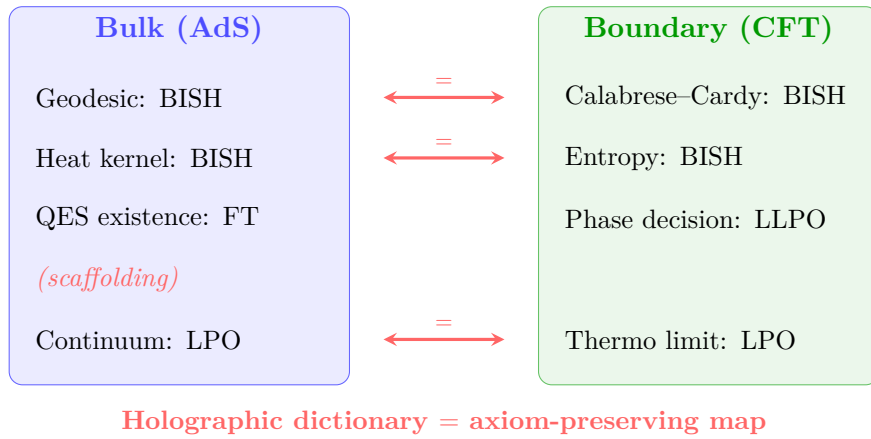 Bulk (AdS)
Boundary (CFT)
Geodesic: BISH
=
Calabrese–Cardy: BISH
Heat kernel: BISH
=
Entropy: BISH
QES existence: FT
Phase decision: LLPO
(scaffolding)
Continuum: LPO
=
Thermo limit: LPO
Holographic dictionary = axiom-preserving map